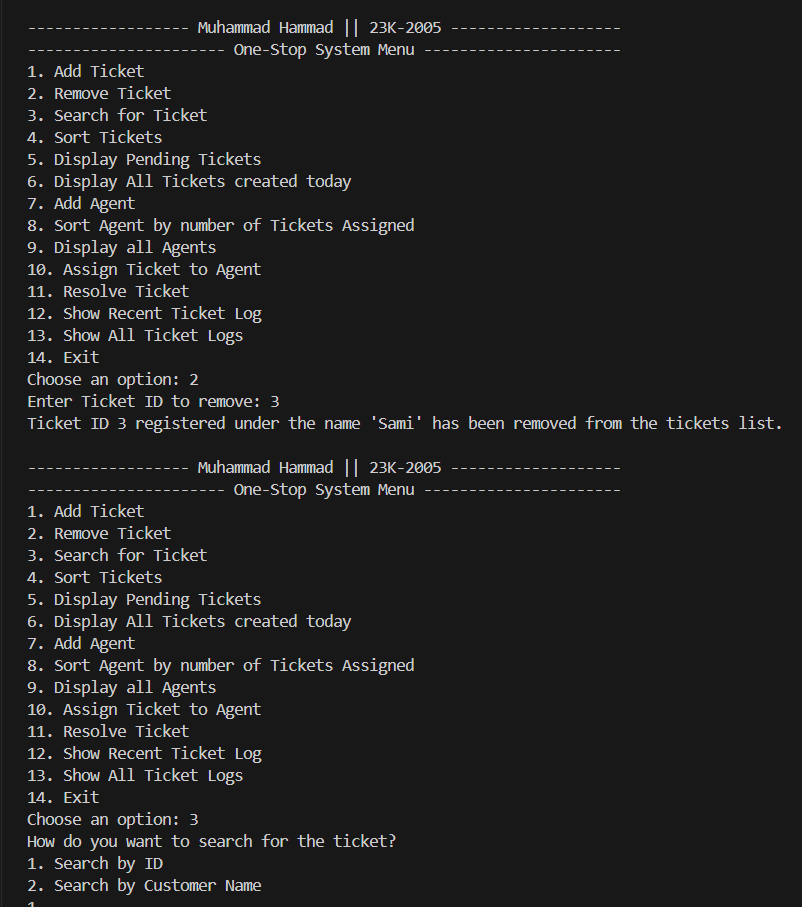 ------------------ Muhammad Hammad || 23K-2005 -------------------
---------------------- One-Stop System Menu ----------------------
1. Add Ticket
2. Remove Ticket
3. Search for Ticket
4. Sort Tickets
5. Display Pending Tickets
6. Display All Tickets created today
7. Add Agent
8. Sort Agent by number of Tickets Assigned
9. Display all Agents
10. Assign Ticket to Agent
11. Resolve Ticket
12. Show Recent Ticket Log
13. Show All Ticket Logs
14. Exit
Choose an option: 2
Enter Ticket ID to remove: 3
Ticket ID 3 registered under the name 'Sami' has been removed from the tickets list.

------------------ Muhammad Hammad || 23K-2005 -------------------
---------------------- One-Stop System Menu ----------------------
1. Add Ticket
2. Remove Ticket
3. Search for Ticket
4. Sort Tickets
5. Display Pending Tickets
6. Display All Tickets created today
7. Add Agent
8. Sort Agent by number of Tickets Assigned
9. Display all Agents
10. Assign Ticket to Agent
11. Resolve Ticket
12. Show Recent Ticket Log
13. Show All Ticket Logs
14. Exit
Choose an option: 3
How do you want to search for the ticket?
1. Search by ID
2. Search by Customer Name